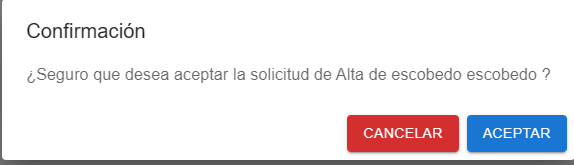 Confirmación
¿Seguro que desea aceptar la solicitud de Alta de escobedo escobedo ?
CANCELAR
ACEPTAR